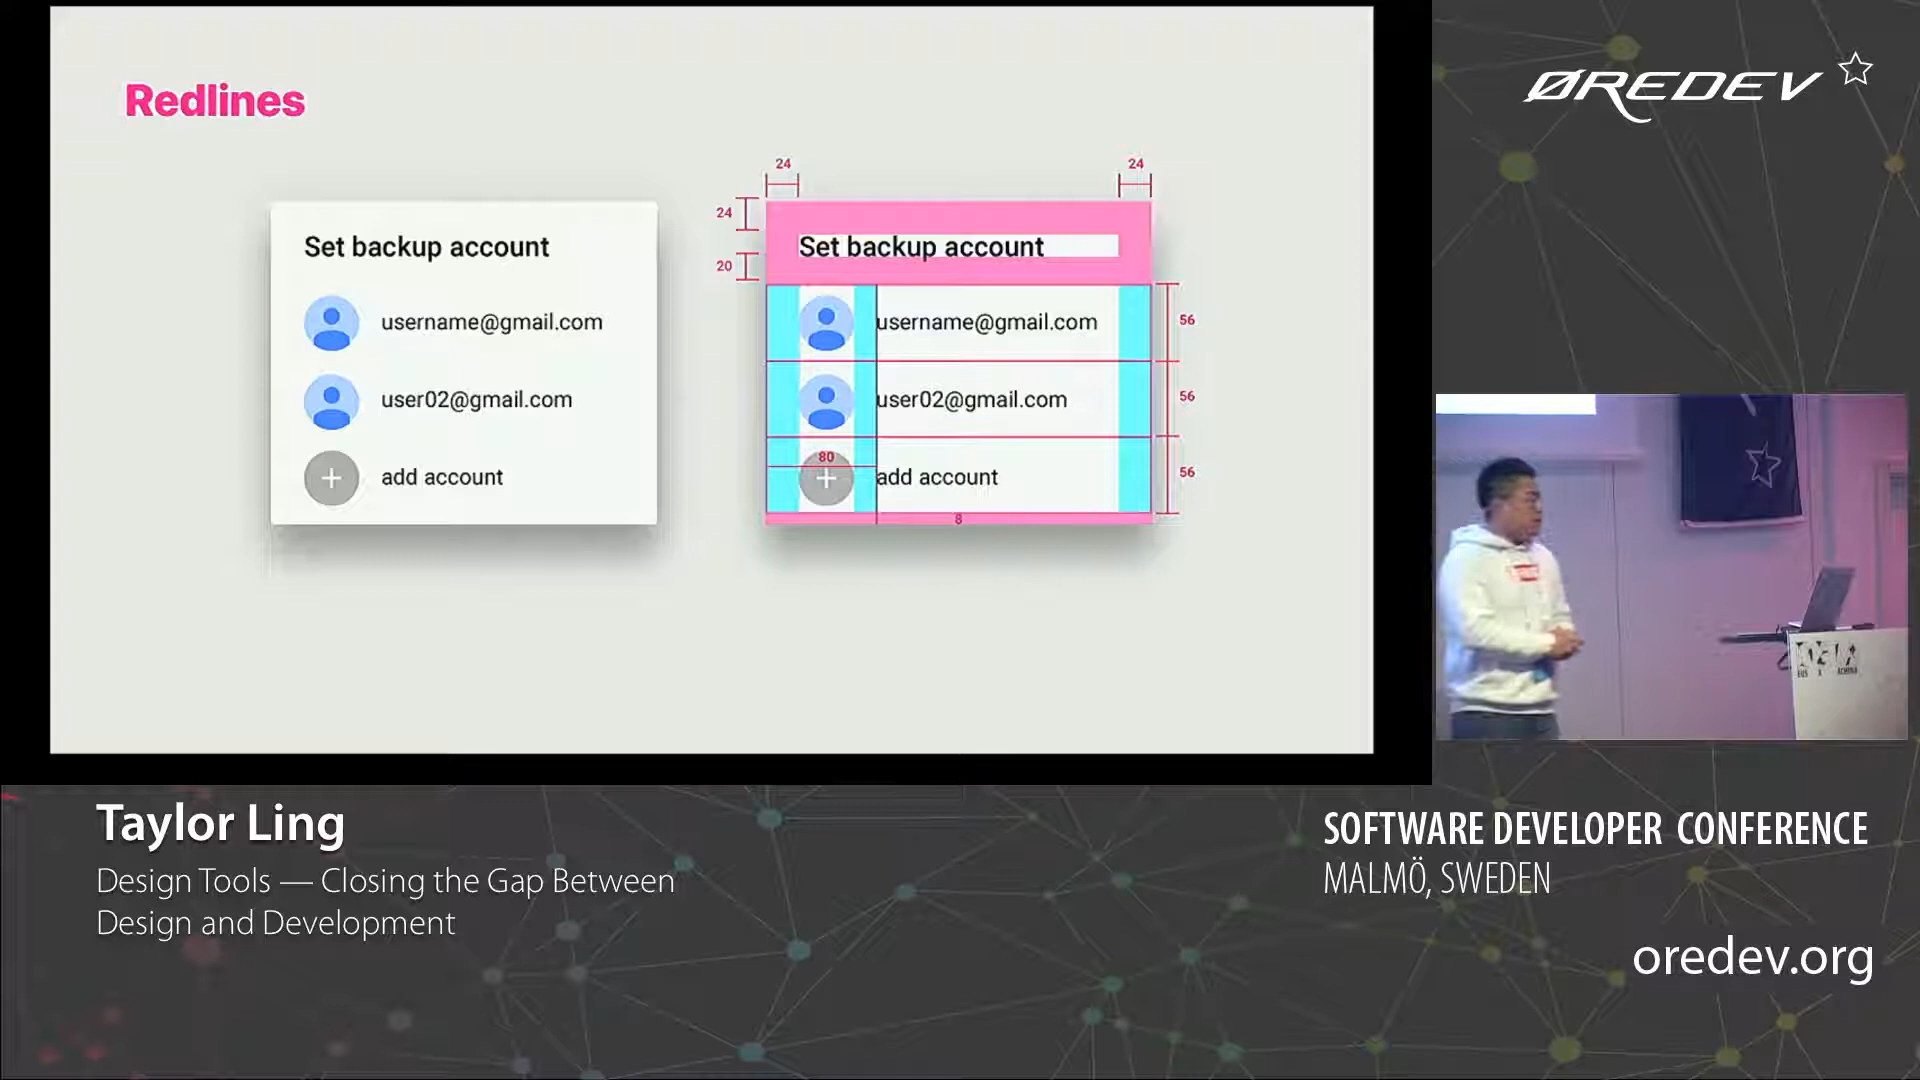 Redlines
Set backup account
username@gmail.com
user02@gmail.com
add account
24
24
24
20
Set backup account
username@gmail.com
56
user02@gmail.com
56
80
add account
56
8
ØREDEV
Taylor Ling
Design Tools — Closing the Gap Between
Design and Development
SOFTWARE DEVELOPER CONFERENCE
MALMÖ, SWEDEN
oredev.org